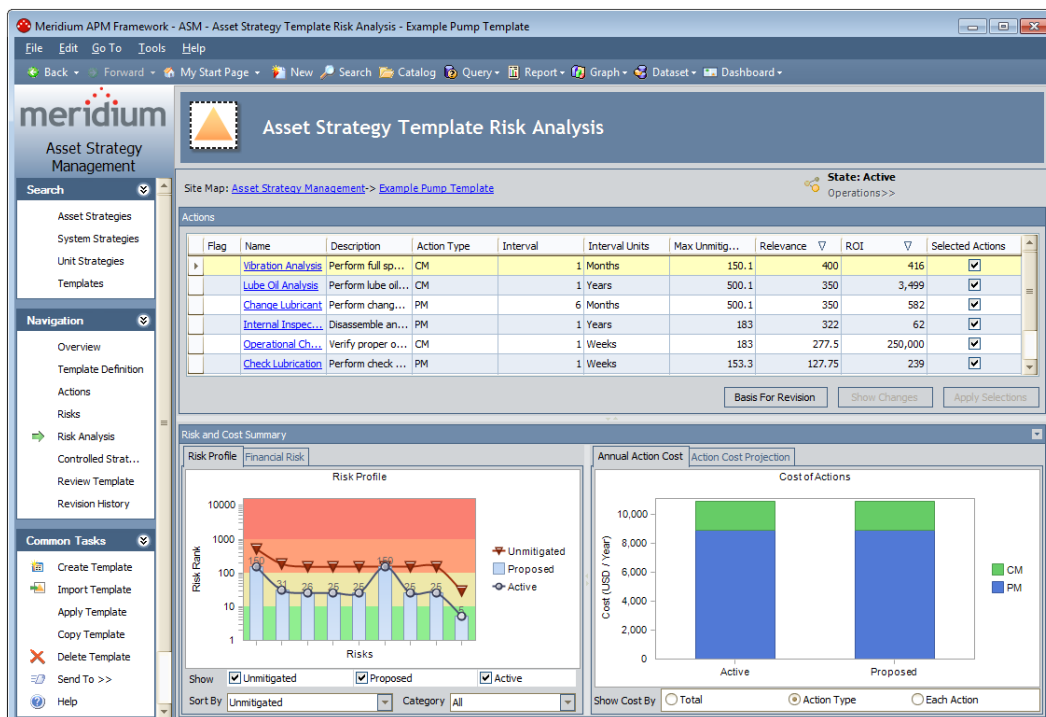 Meridium APM Framework - ASM - Asset Strategy Template Risk Analysis - Example Pump Template
File Edit Go To Tools Help
Back Forward My Start Page New Search Catalog Query Report Graph Dataset Dashboard
meridium
Asset Strategy
Management
Asset Strategy Template Risk Analysis
Search
Asset Strategies
System Strategies
Unit Strategies
Templates
Navigation
Overview
Template Definition
Actions
Risks
Risk Analysis
Controlled Strat...
Review Template
Revision History
Common Tasks
Create Template
Import Template
Apply Template
Copy Template
Delete Template
Send To >>
Help
Site Map: Asset Strategy Management-> Example Pump Template
State: Active
Operations>>
Actions
Flag Name Description Action Type Interval Interval Units Max Unmitig... Relevance ROI Selected Actions
Vibration Analysis Perform full sp... CM 1 Months 150.1 400 416
Lube Oil Analysis Perform lube oil... CM 1 Years 500.1 350 3,499
Change Lubricant Perform chang... PM 6 Months 500.1 350 582
Internal Inspec... Disassemble an... PM 1 Years 183 322 62
Operational Ch... Verify proper o... CM 1 Weeks 183 277.5 250,000
Check Lubrication Perform check ... PM 1 Weeks 153.3 127.75 239
Basis For Revision Show Changes Apply Selections
Risk and Cost Summary
Risk Profile Financial Risk
Risk Profile
Risk Rank
10000
1000
100
10
1
150 31 26 25 25 150 25 25 5
Risks
Unmitigated
Proposed
Active
Show Unmitigated Proposed Active
Sort By Unmitigated Category All
Annual Action Cost Action Cost Projection
Cost of Actions
Cost (USD / Year)
10,000
8,000
6,000
4,000
2,000
0
Active Proposed
CM
PM
Show Cost By Total Action Type Each Action